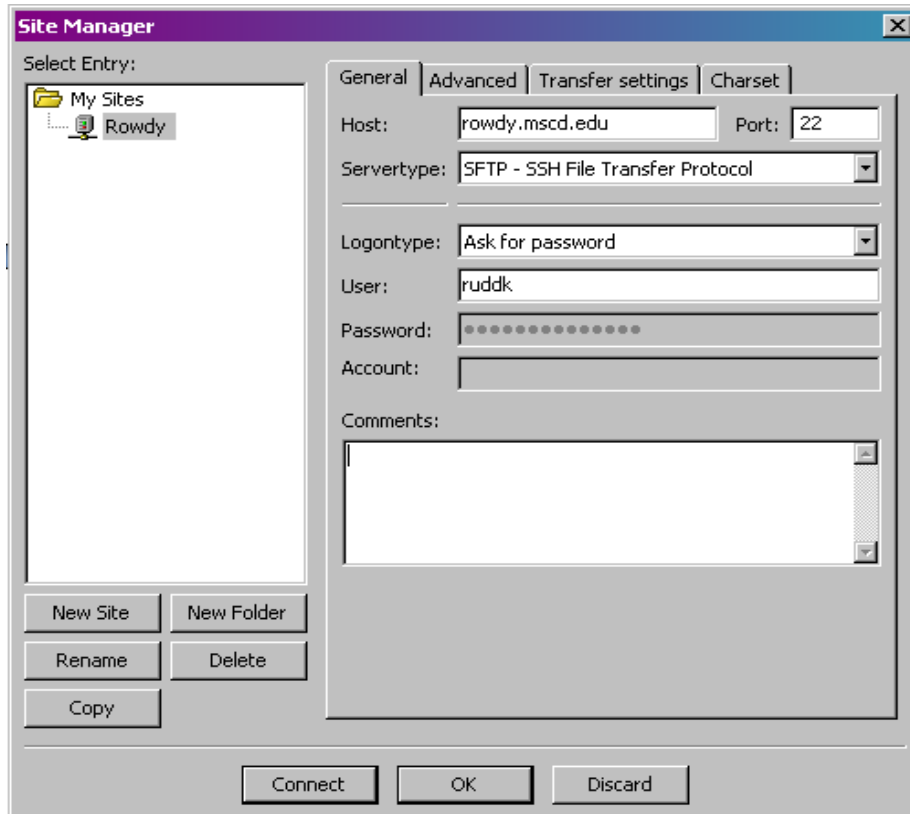 Site Manager
Select Entry:
My Sites
Rowdy
New Site
New Folder
Rename
Delete
Copy
General
Advanced
Transfer settings
Charset
Host:
rowdy.mscd.edu
Port:
22
Servertype:
SFTP - SSH File Transfer Protocol
Logontype:
Ask for password
User:
ruddk
Password:
●●●●●●●●●●●●●●
Account:
Comments:
Connect
OK
Discard